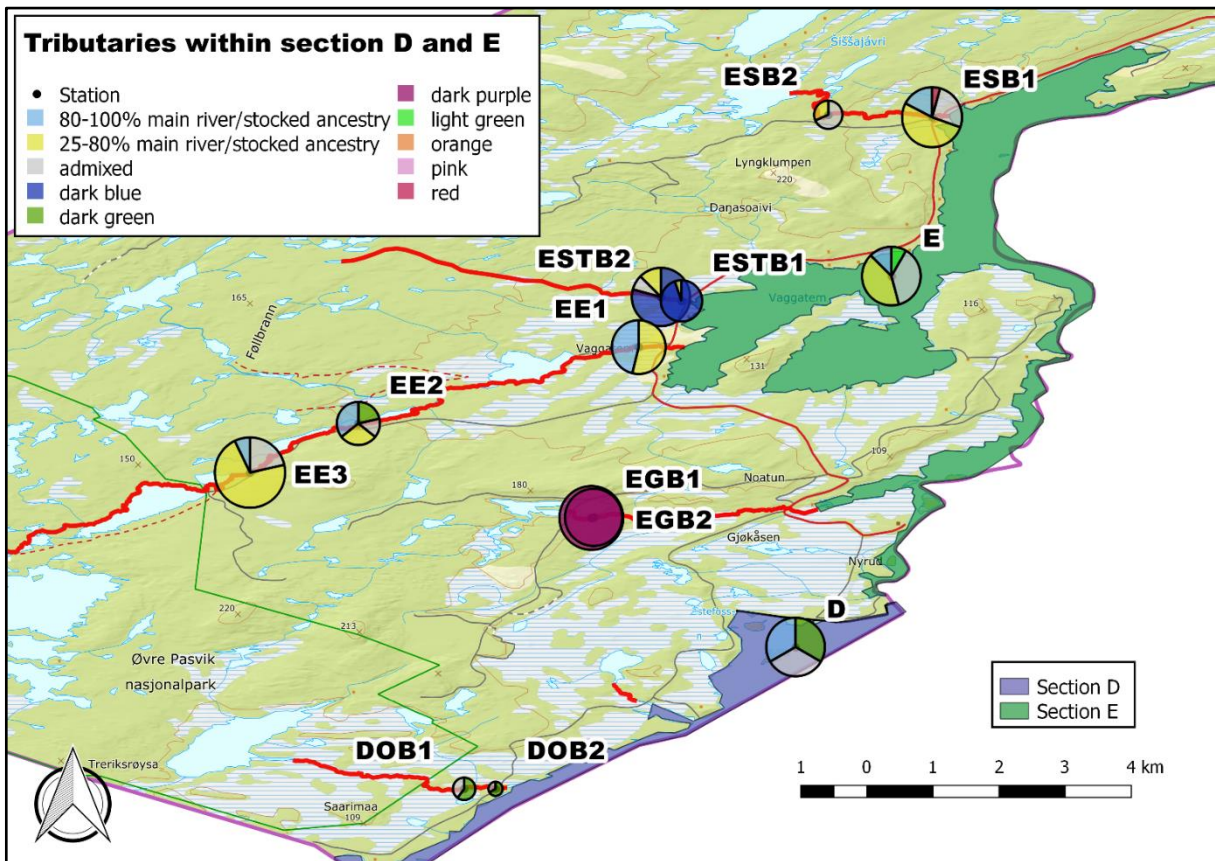 Tributaries within section D and E
Station
80-100% main river/stocked ancestry
25-80% main river/stocked ancestry
admixed
dark blue
dark green
dark purple
light green
orange
pink
red
Šiššajávri
ESB2
ESB1
Lyngklumpen
220
Daŋasoaivi
E
ESTB2
ESTB1
Vaggatem
165
EE1
116
Føllbrann
131
EE2
150
EE3
109
180
EGB1
Noatun
EGB2
Gjøkåsen
Nyrud
220
213
D
Øvre Pasvik
nasjonalpark
Section D
Section E
DOB1
DOB2
Treriksrøysa
Saarimaa
109
1 0 1 2 3 4 km